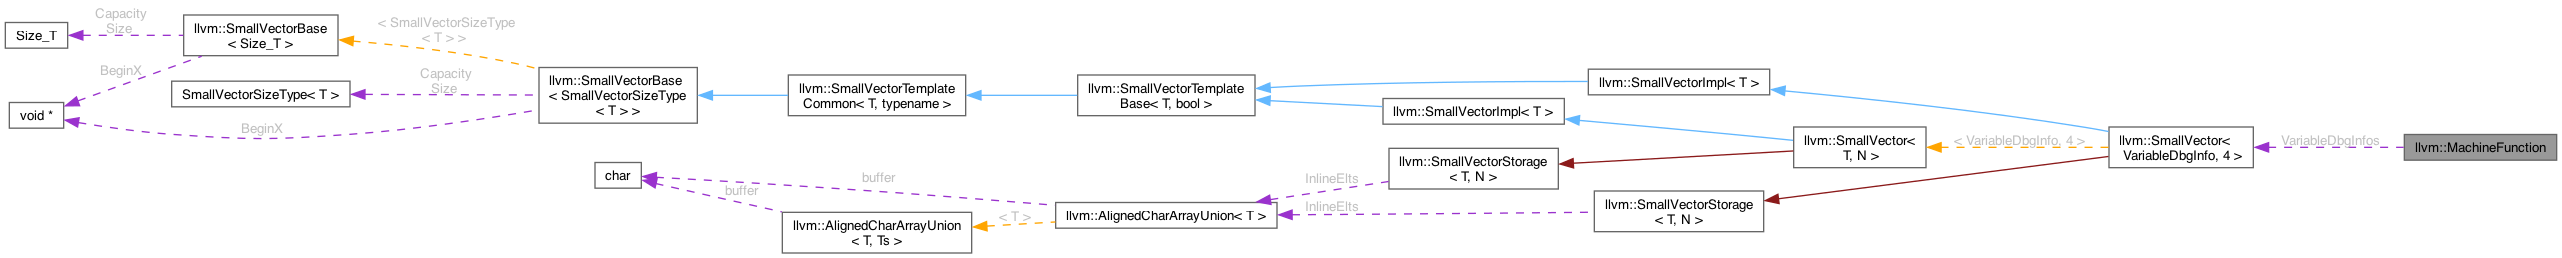 Size_T
Capacity
Size
llvm::SmallVectorBase
< Size_T >
< SmallVectorSizeType
< T > >
BeginX
void *
SmallVectorSizeType< T >
Capacity
Size
BeginX
llvm::SmallVectorBase
< SmallVectorSizeType
< T > >
llvm::SmallVectorTemplate
Common< T, typename >
llvm::SmallVectorTemplate
Base< T, bool >
llvm::SmallVectorImpl< T >
llvm::SmallVectorImpl< T >
char
buffer
buffer
llvm::AlignedCharArrayUnion
< T, Ts >
< T >
llvm::AlignedCharArrayUnion< T >
InlineElts
InlineElts
llvm::SmallVectorStorage
< T, N >
llvm::SmallVectorStorage
< T, N >
llvm::SmallVector<
T, N >
< VariableDbgInfo, 4 >
llvm::SmallVector<
VariableDbgInfo, 4 >
VariableDbgInfos
llvm::MachineFunction